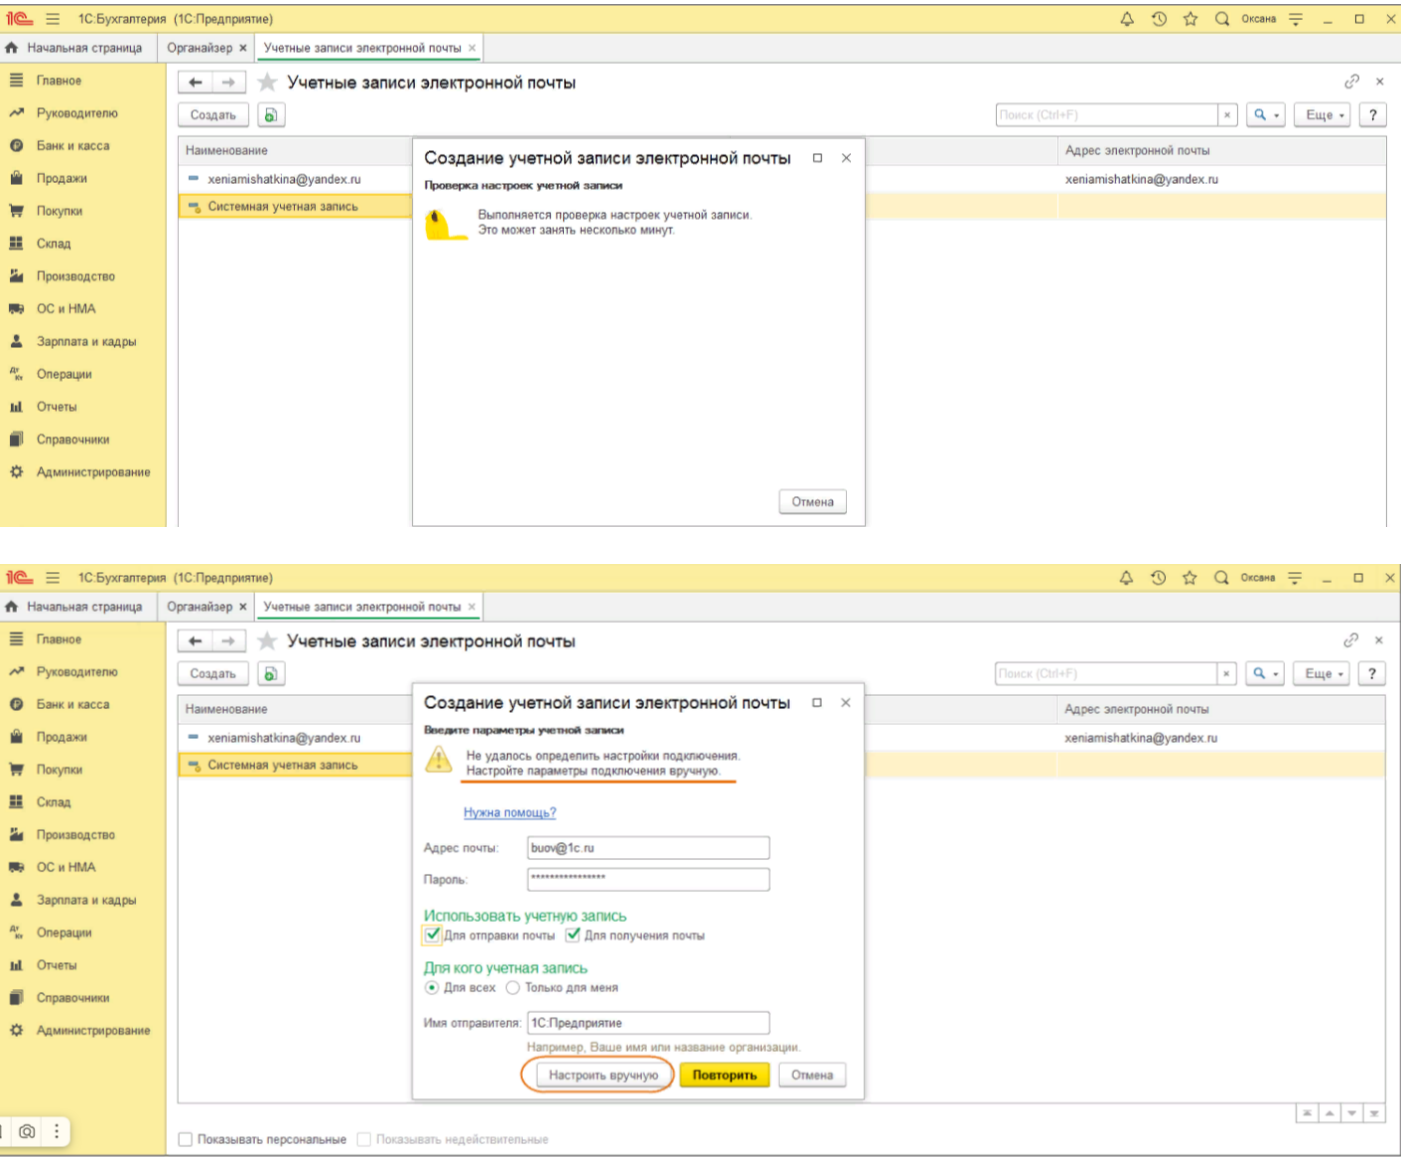 1С:Бухгалтерия (1С:Предприятие) Оксана
Начальная страница Органайзер × Учетные записи электронной почты ×
Главное
Руководителю
Банк и касса
Продажи
Покупки
Склад
Производство
ОС и НМА
Зарплата и кадры
Операции
Отчеты
Справочники
Администрирование
Учетные записи электронной почты
Создать Поиск (Ctrl+F) × Еще ?
Наименование Адрес электронной почты
xeniamishatkina@yandex.ru xeniamishatkina@yandex.ru
Системная учетная запись
Создание учетной записи электронной почты
Проверка настроек учетной записи
Выполняется проверка настроек учетной записи.
Это может занять несколько минут.
Отмена
1С:Бухгалтерия (1С:Предприятие) Оксана
Начальная страница Органайзер × Учетные записи электронной почты ×
Главное
Руководителю
Банк и касса
Продажи
Покупки
Склад
Производство
ОС и НМА
Зарплата и кадры
Операции
Отчеты
Справочники
Администрирование
Учетные записи электронной почты
Создать Поиск (Ctrl+F) × Еще ?
Наименование Адрес электронной почты
xeniamishatkina@yandex.ru xeniamishatkina@yandex.ru
Системная учетная запись
Создание учетной записи электронной почты
Введите параметры учетной записи
Не удалось определить настройки подключения.
Настройте параметры подключения вручную.
Нужна помощь?
Адрес почты: buov@1c.ru
Пароль: ****************
Использовать учетную запись
Для отправки почты Для получения почты
Для кого учетная запись
Для всех Только для меня
Имя отправителя: 1С:Предприятие
Например, Ваше имя или название организации.
Настроить вручную Повторить Отмена
Показывать персональные Показывать недействительные